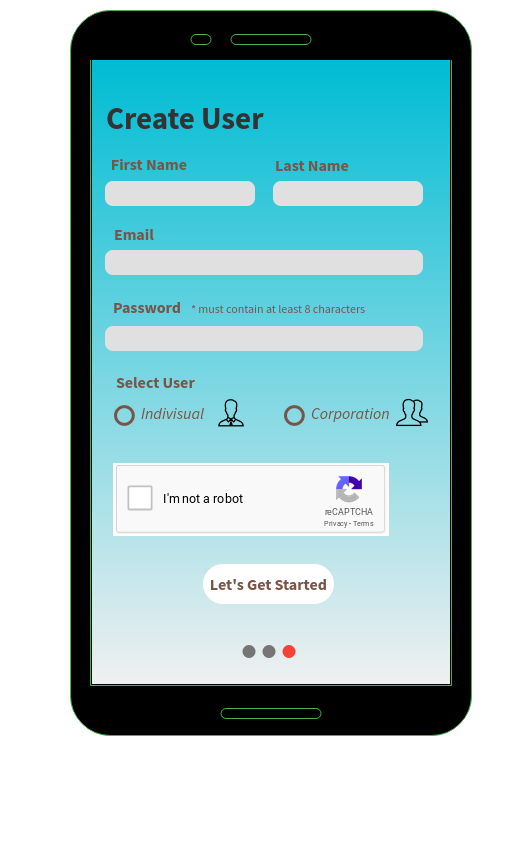 Create User
First Name Last Name
Email
Password * must contain at least 8 characters
Select User
Indivisual Corporation
I'm not a robot
reCAPTCHA
Privacy - Terms
Let's Get Started